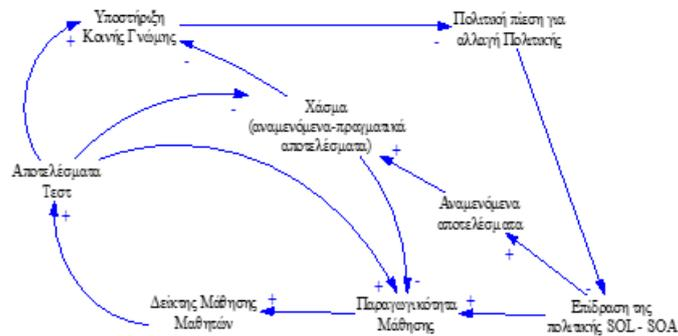 Υποστήριξη
Κοινής Γνώμης
+
-
Πολιτική πίεση για
αλλαγή Πολιτικής
-
Χάσμα
(αναμενόμενα-πραγματικά
αποτελέσματα)
-
+
Αποτελέσματα
Τεστ
+
Αναμενόμενα
αποτελέσματα
+
Δείκτης Μάθησης
Μαθητών
+
Παραγωγικότητα
Μάθησης
+
-
+
Επίδραση της
πολιτικής SOL - SOA
-